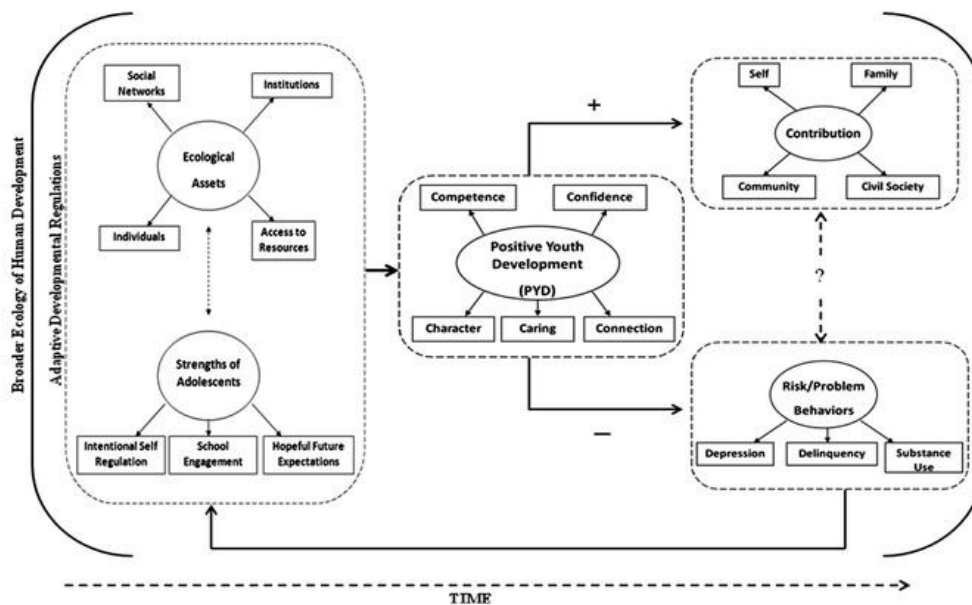 Broader Ecology of Human Development
Adaptive Developmental Regulations
Social
Networks
Institutions
Ecological
Assets
Individuals
Access to
Resources
Strengths of
Adolescents
Intentional Self
Regulation
School
Engagement
Hopeful Future
Expectations
Competence
Confidence
Positive Youth
Development
(PYD)
Character
Caring
Connection
+
−
Self
Family
Contribution
Community
Civil Society
?
Risk/Problem
Behaviors
Depression
Delinquency
Substance
Use
TIME